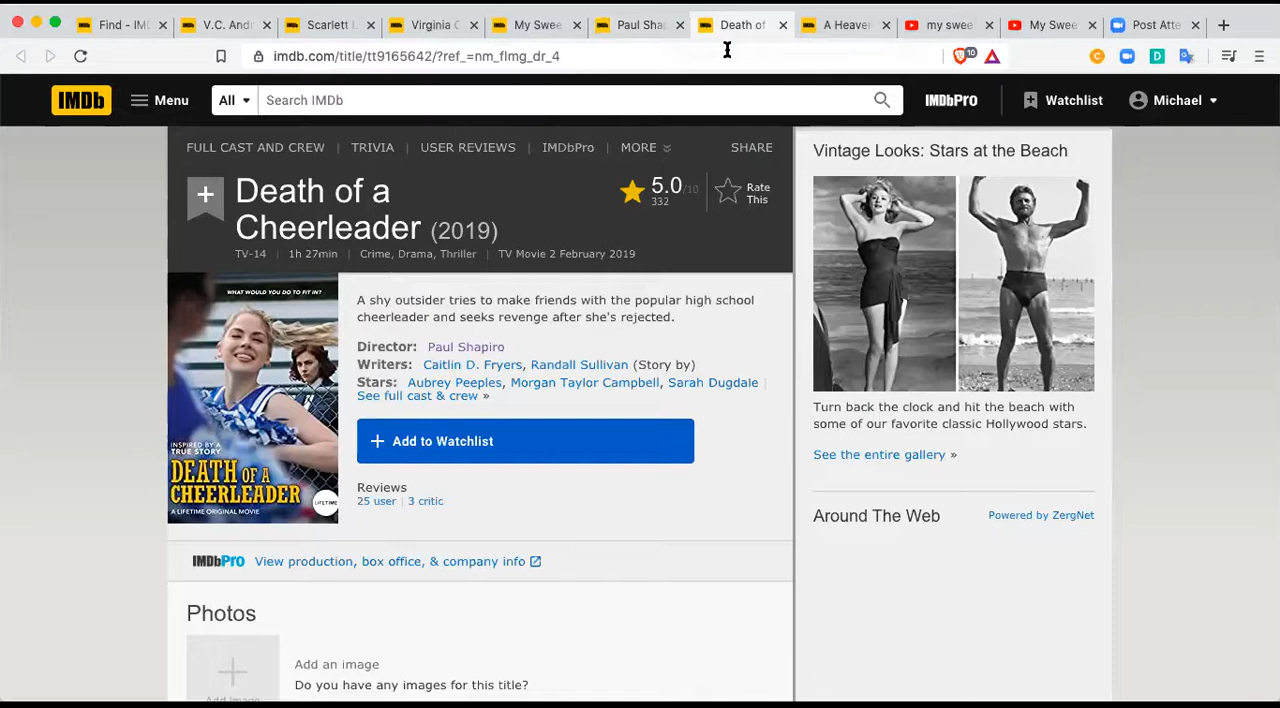 Find - IM
V.C. Andr
Scarlett I
Virginia C
My Swee
Paul Sha
Death of
A Heaven
my swee
My Swee
Post Atte
imdb.com/title/tt9165642/?ref_=nm_flmg_dr_4
10
C
D
IMDb
Menu
All
Search IMDb
IMDbPro
Watchlist
Michael
FULL CAST AND CREW | TRIVIA | USER REVIEWS | IMDbPro | MORE
SHARE
Death of a
Cheerleader (2019)
5.0/10
332
Rate
This
TV-14 | 1h 27min | Crime, Drama, Thriller | TV Movie 2 February 2019
WHAT WOULD YOU DO TO FIT IN?
INSPIRED BY A
TRUE STORY
DEATH OF A
CHEERLEADER
A LIFETIME ORIGINAL MOVIE
LIFETIME
A shy outsider tries to make friends with the popular high school
cheerleader and seeks revenge after she's rejected.
Director: Paul Shapiro
Writers: Caitlin D. Fryers, Randall Sullivan (Story by)
Stars: Aubrey Peeples, Morgan Taylor Campbell, Sarah Dugdale |
See full cast & crew »
+ Add to Watchlist
Reviews
25 user | 3 critic
IMDbPro View production, box office, & company info
Photos
Add Image
Add an image
Do you have any images for this title?
Vintage Looks: Stars at the Beach
Turn back the clock and hit the beach with
some of our favorite classic Hollywood stars.
See the entire gallery »
Around The Web
Powered by ZergNet